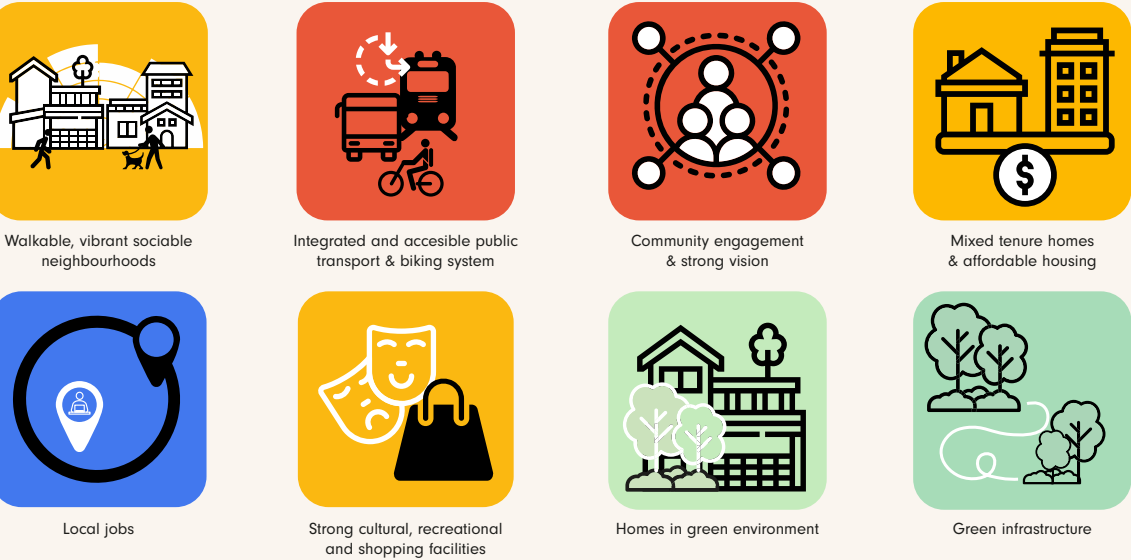 Walkable, vibrant sociable
neighbourhoods
Integrated and accesible public
transport & biking system
Community engagement
& strong vision
$
Mixed tenure homes
& affordable housing
Local jobs
Strong cultural, recreational
and shopping facilities
Homes in green environment
Green infrastructure